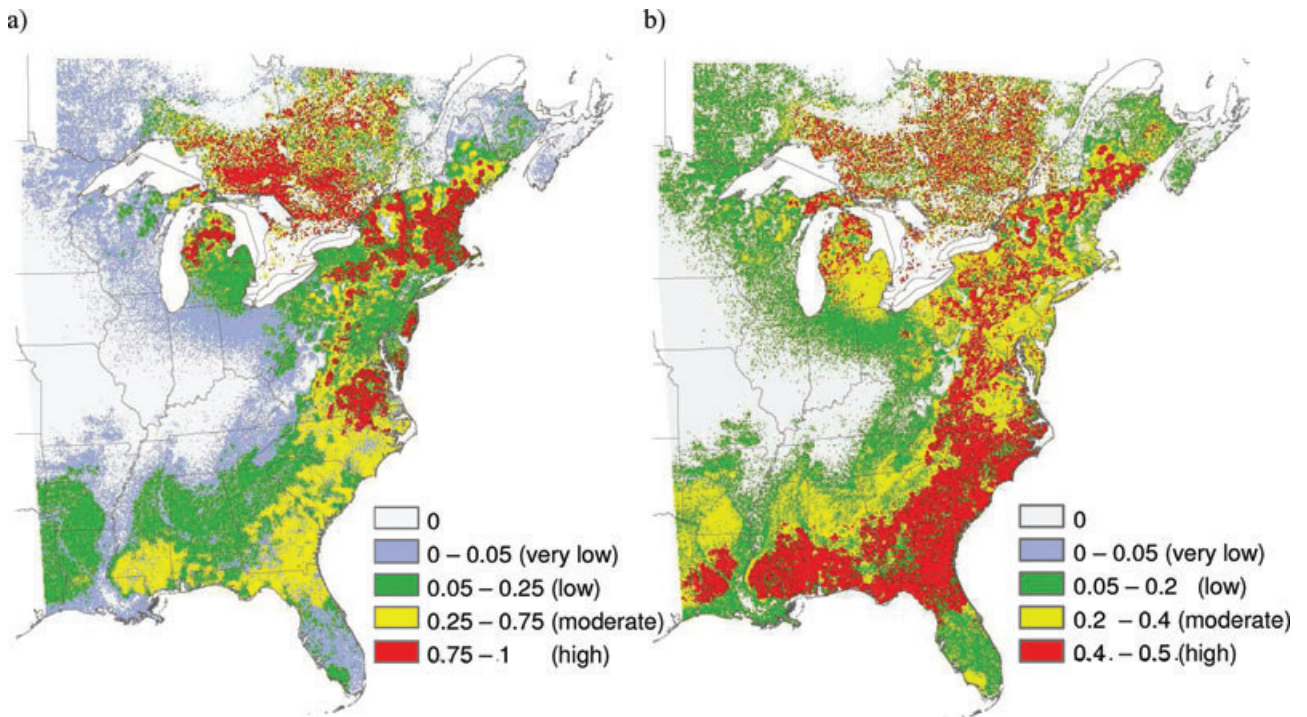 a)
b)
0
0 – 0.05 (very low)
0.05 – 0.25 (low)
0.25 – 0.75 (moderate)
0.75 – 1 (high)
0
0 – 0.05 (very low)
0.05 – 0.2 (low)
0.2 – 0.4 (moderate)
0.4. – 0.5.(high)